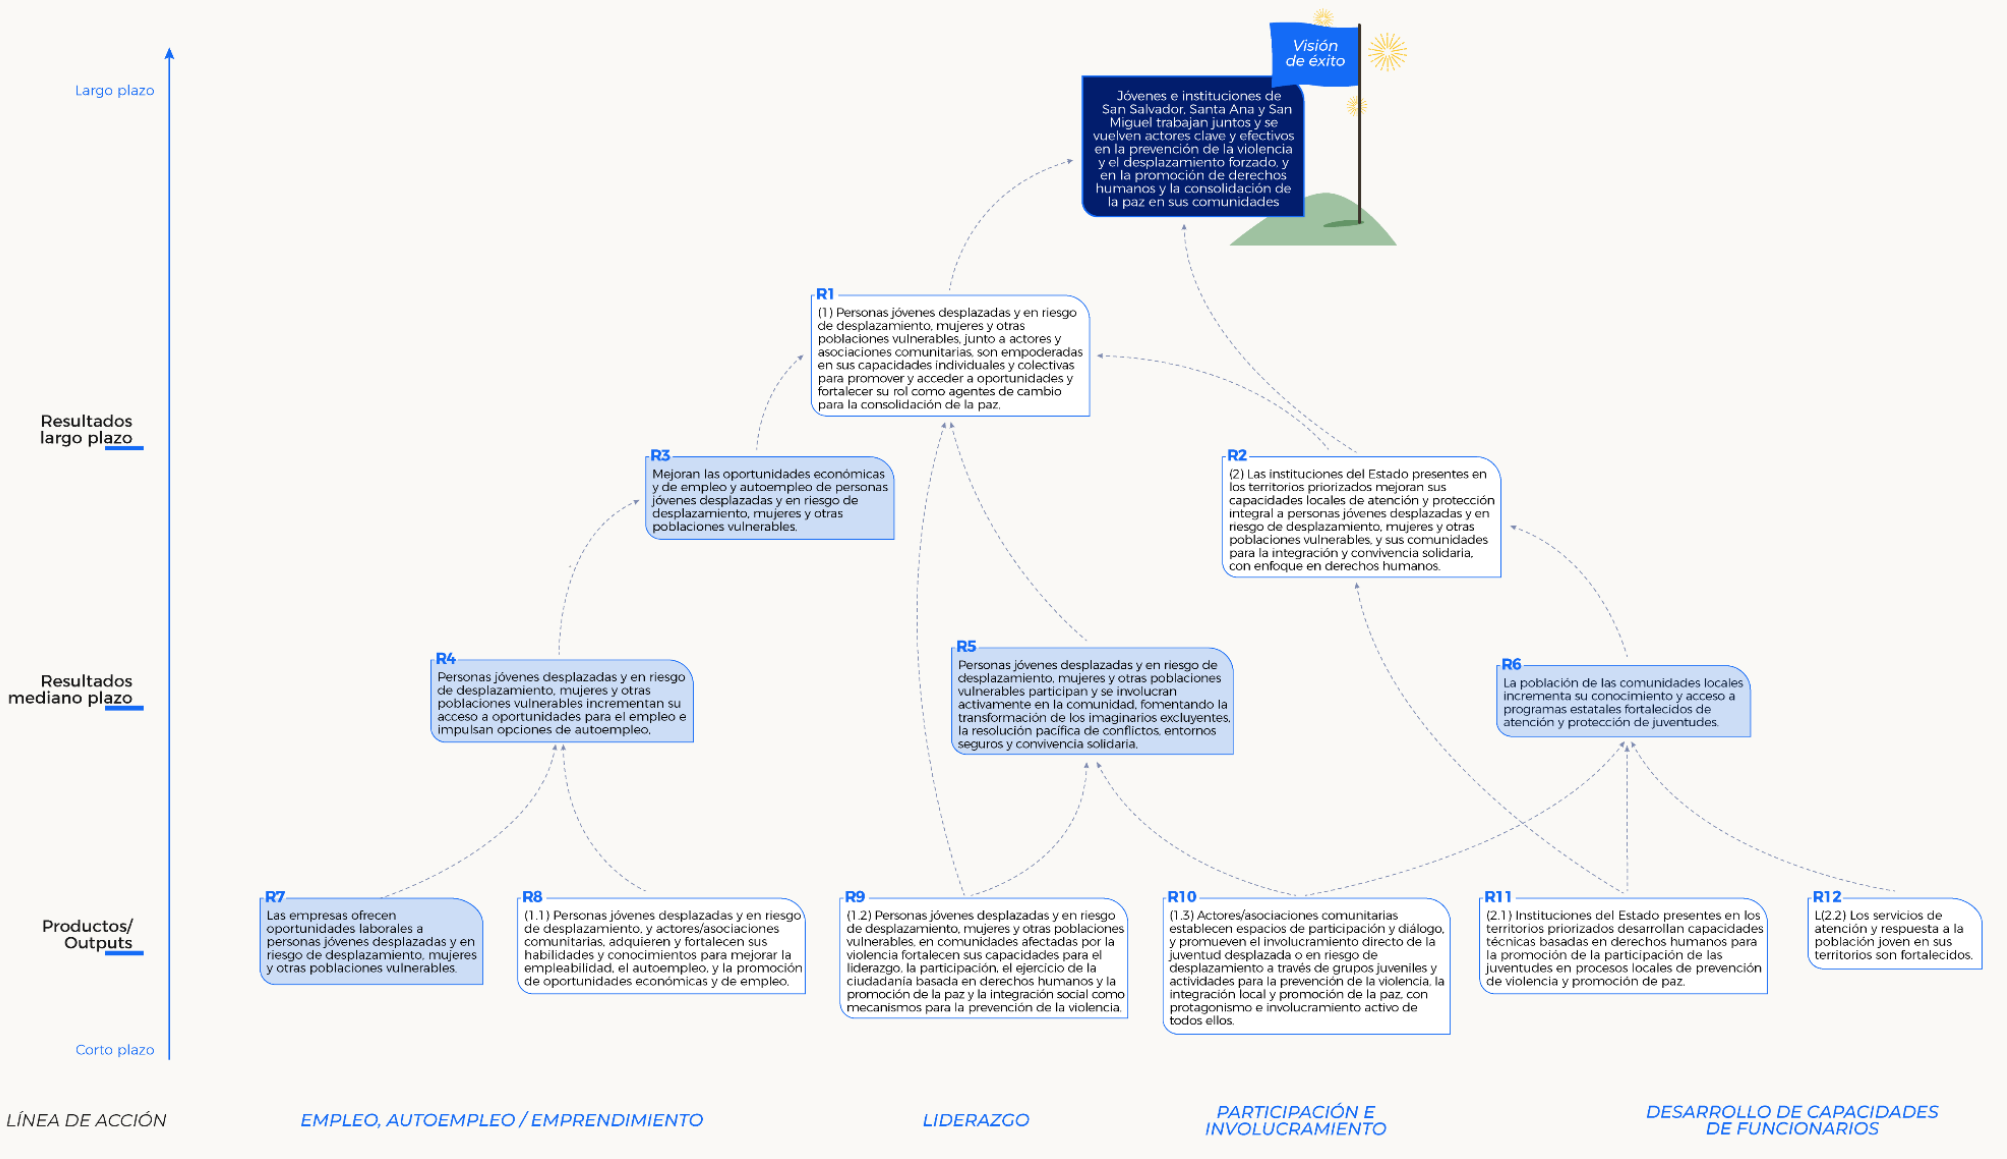 Visión
de éxito
Largo plazo
Jóvenes e instituciones de
San Salvador, Santa Ana y San
Miguel trabajan juntos y se
vuelven actores clave y efectivos
en la prevención de la violencia
y el desplazamiento forzado, y
en la promoción de derechos
humanos y la consolidación de
la paz en sus comunidades
R1
(1) Personas jóvenes desplazadas y en riesgo
de desplazamiento, mujeres y otras
poblaciones vulnerables, junto a actores y
asociaciones comunitarias, son empoderadas
en sus capacidades individuales y colectivas
para promover y acceder a oportunidades y
fortalecer su rol como agentes de cambio
para la consolidación de la paz.
Resultados
largo plazo
R3
Mejoran las oportunidades económicas
y de empleo y autoempleo de personas
jóvenes desplazadas y en riesgo de
desplazamiento, mujeres y otras
poblaciones vulnerables.
R2
(2) Las instituciones del Estado presentes en
los territorios priorizados mejoran sus
capacidades locales de atención y protección
integral a personas jóvenes desplazadas y en
riesgo de desplazamiento, mujeres y otras
poblaciones vulnerables, y sus comunidades
para la integración y convivencia solidaria,
con enfoque en derechos humanos.
Resultados
mediano plazo
R4
Personas jóvenes desplazadas y en riesgo
de desplazamiento, mujeres y otras
poblaciones vulnerables incrementan su
acceso a oportunidades para el empleo e
impulsan opciones de autoempleo.
R5
Personas jóvenes desplazadas y en riesgo de
desplazamiento, mujeres y otras poblaciones
vulnerables participan y se involucran
activamente en la comunidad, fomentando la
transformación de los imaginarios excluyentes,
la resolución pacífica de conflictos, entornos
seguros y convivencia solidaria.
R6
La población de las comunidades locales
incrementa su conocimiento y acceso a
programas estatales fortalecidos de
atención y protección de juventudes.
Productos/
Outputs
R7
Las empresas ofrecen
oportunidades laborales a
personas jóvenes desplazadas y en
riesgo de desplazamiento, mujeres
y otras poblaciones vulnerables.
R8
(1.1) Personas jóvenes desplazadas y en riesgo
de desplazamiento, y actores/asociaciones
comunitarias, adquieren y fortalecen sus
habilidades y conocimientos para mejorar la
empleabilidad, el autoempleo, y la promoción
de oportunidades económicas y de empleo.
R9
(1.2) Personas jóvenes desplazadas y en riesgo
de desplazamiento, mujeres y otras poblaciones
vulnerables, en comunidades afectadas por la
violencia fortalecen sus capacidades para el
liderazgo, la participación, el ejercicio de la
ciudadanía basada en derechos humanos y la
promoción de la paz y la integración social como
mecanismos para la prevención de la violencia.
R10
(1.3) Actores/asociaciones comunitarias
establecen espacios de participación y diálogo,
y promueven el involucramiento directo de la
juventud desplazada o en riesgo de
desplazamiento a través de grupos juveniles y
actividades para la prevención de la violencia, la
integración local y promoción de la paz, con
protagonismo e involucramiento activo de
todos ellos.
R11
(2.1) Instituciones del Estado presentes en los
territorios priorizados desarrollan capacidades
técnicas basadas en derechos humanos para
la promoción de la participación de las
juventudes en procesos locales de prevención
de violencia y promoción de paz.
R12
L(2.2) Los servicios de
atención y respuesta a la
población joven en sus
territorios son fortalecidos.
Corto plazo
LÍNEA DE ACCIÓN
EMPLEO, AUTOEMPLEO / EMPRENDIMIENTO
LIDERAZGO
PARTICIPACIÓN E
INVOLUCRAMIENTO
DESARROLLO DE CAPACIDADES
DE FUNCIONARIOS